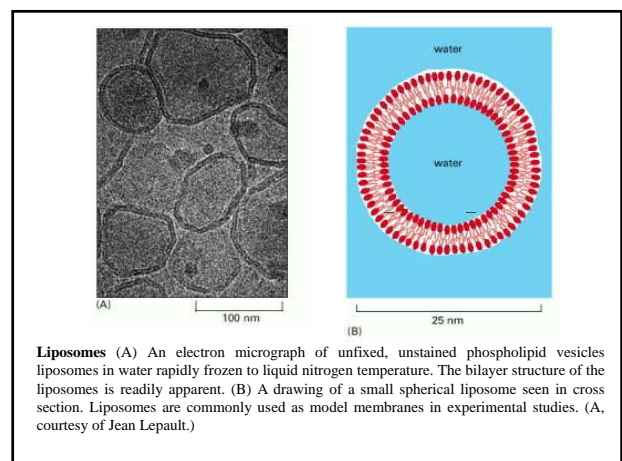 water
water
(A)
100 nm
25 nm
(B)
Liposomes (A) An electron micrograph of unfixed, unstained phospholipid vesicles
liposomes in water rapidly frozen to liquid nitrogen temperature. The bilayer structure of the
liposomes is readily apparent. (B) A drawing of a small spherical liposome seen in cross
section. Liposomes are commonly used as model membranes in experimental studies. (A,
courtesy of Jean Lepault.)